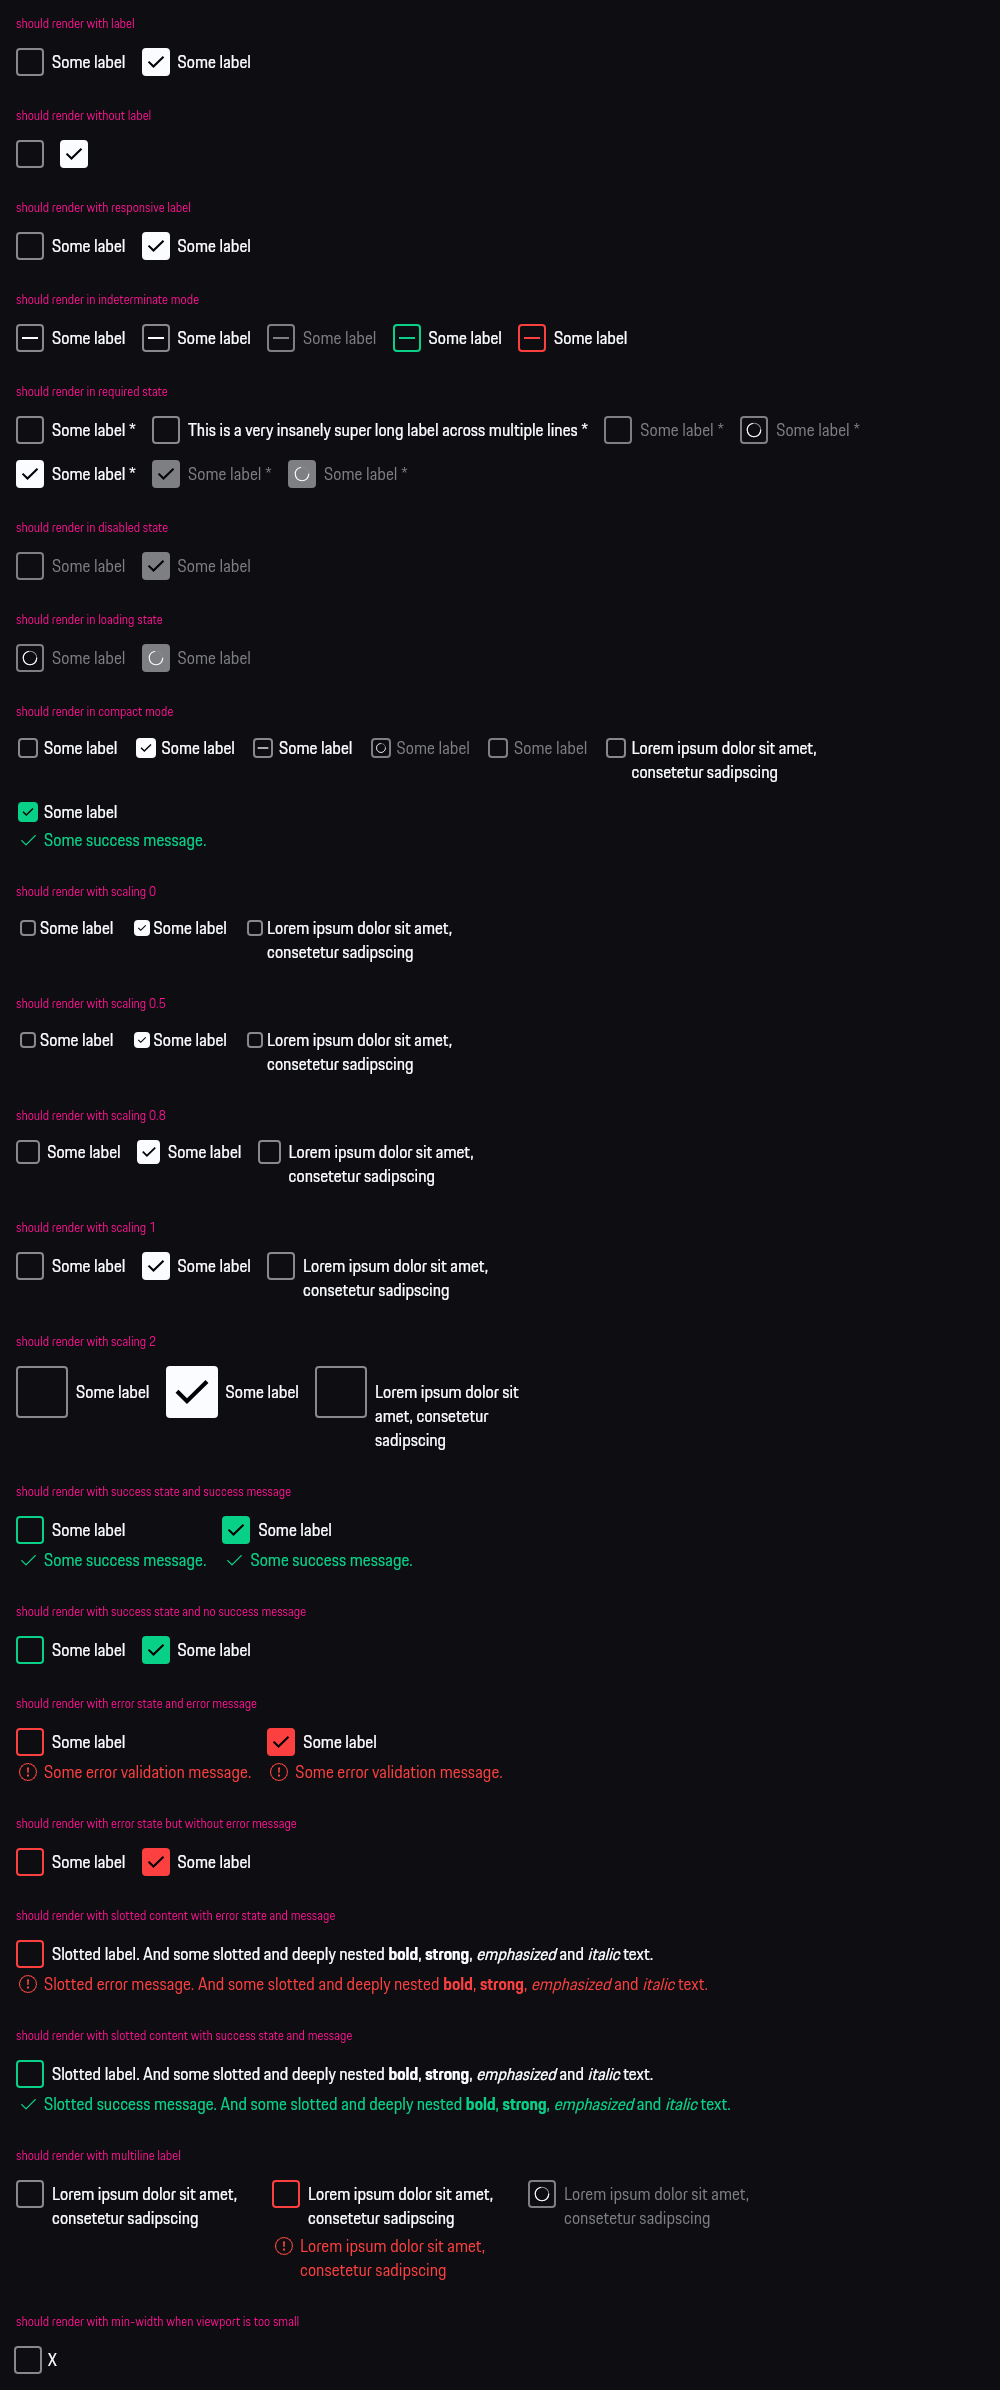 should render with label
Some label Some label
should render without label
should render with responsive label
Some label Some label
should render in indeterminate mode
Some label Some label Some label Some label Some label
should render in required state
Some label * This is a very insanely super long label across multiple lines * Some label * Some label *
Some label * Some label * Some label *
should render in disabled state
Some label Some label
should render in loading state
Some label Some label
should render in compact mode
Some label Some label Some label Some label Some label Lorem ipsum dolor sit amet,
consetetur sadipscing
Some label
Some success message.
should render with scaling 0
Some label Some label Lorem ipsum dolor sit amet,
consetetur sadipscing
should render with scaling 0.5
Some label Some label Lorem ipsum dolor sit amet,
consetetur sadipscing
should render with scaling 0.8
Some label Some label Lorem ipsum dolor sit amet,
consetetur sadipscing
should render with scaling 1
Some label Some label Lorem ipsum dolor sit amet,
consetetur sadipscing
should render with scaling 2
Some label Some label Lorem ipsum dolor sit
amet, consetetur
sadipscing
should render with success state and success message
Some label Some label
Some success message. Some success message.
should render with success state and no success message
Some label Some label
should render with error state and error message
Some label Some label
Some error validation message. Some error validation message.
should render with error state but without error message
Some label Some label
should render with slotted content with error state and message
Slotted label. And some slotted and deeply nested bold, strong, emphasized and italic text.
Slotted error message. And some slotted and deeply nested bold, strong, emphasized and italic text.
should render with slotted content with success state and message
Slotted label. And some slotted and deeply nested bold, strong, emphasized and italic text.
Slotted success message. And some slotted and deeply nested bold, strong, emphasized and italic text.
should render with multiline label
Lorem ipsum dolor sit amet, Lorem ipsum dolor sit amet, Lorem ipsum dolor sit amet,
consetetur sadipscing consetetur sadipscing consetetur sadipscing
Lorem ipsum dolor sit amet,
consetetur sadipscing
should render with min-width when viewport is too small
X